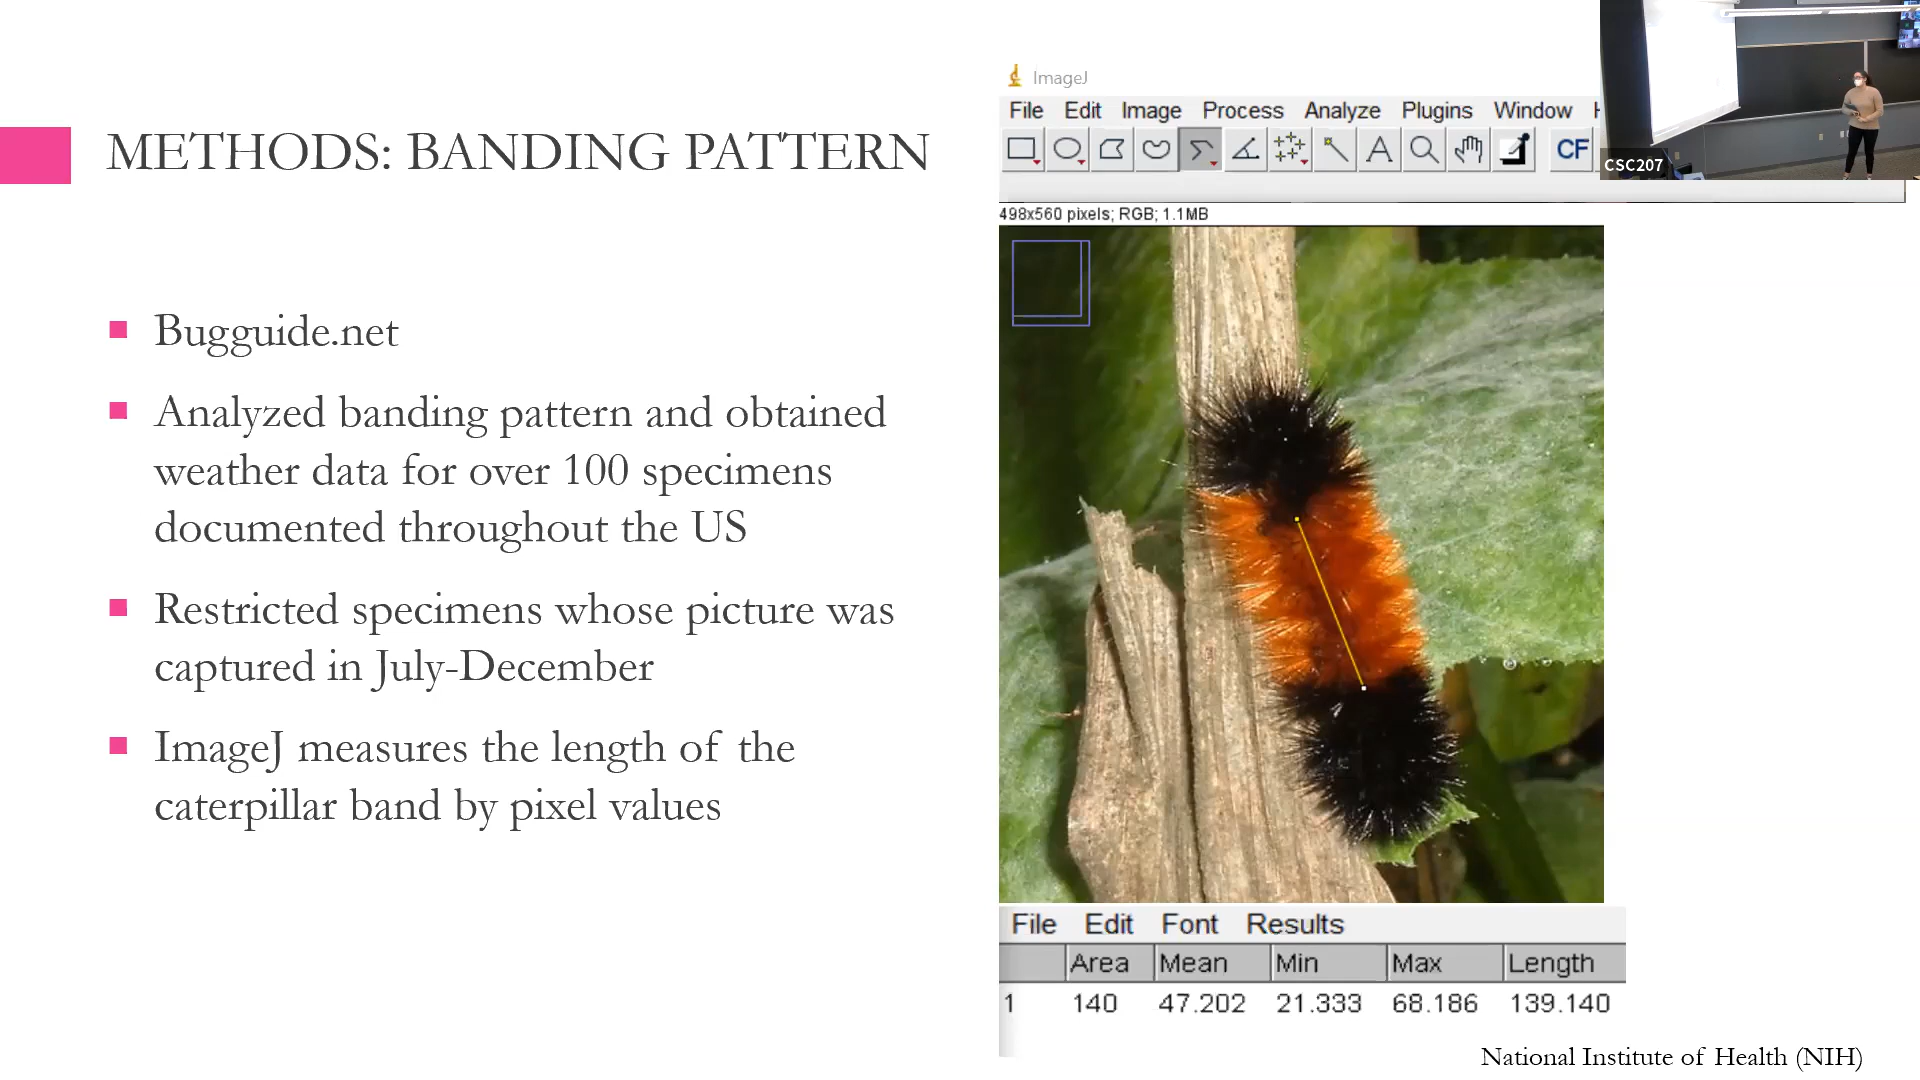 METHODS: BANDING PATTERN
Bugguide.net
Analyzed banding pattern and obtained
weather data for over 100 specimens
documented throughout the US
Restricted specimens whose picture was
captured in July-December
ImageJ measures the length of the
caterpillar band by pixel values
ImageJ
File Edit Image Process Analyze Plugins Window
A CF
498x560 pixels; RGB; 1.1MB
File Edit Font Results
Area Mean Min Max Length
1 140 47.202 21.333 68.186 139.140
National Institute of Health (NIH)
CSC207